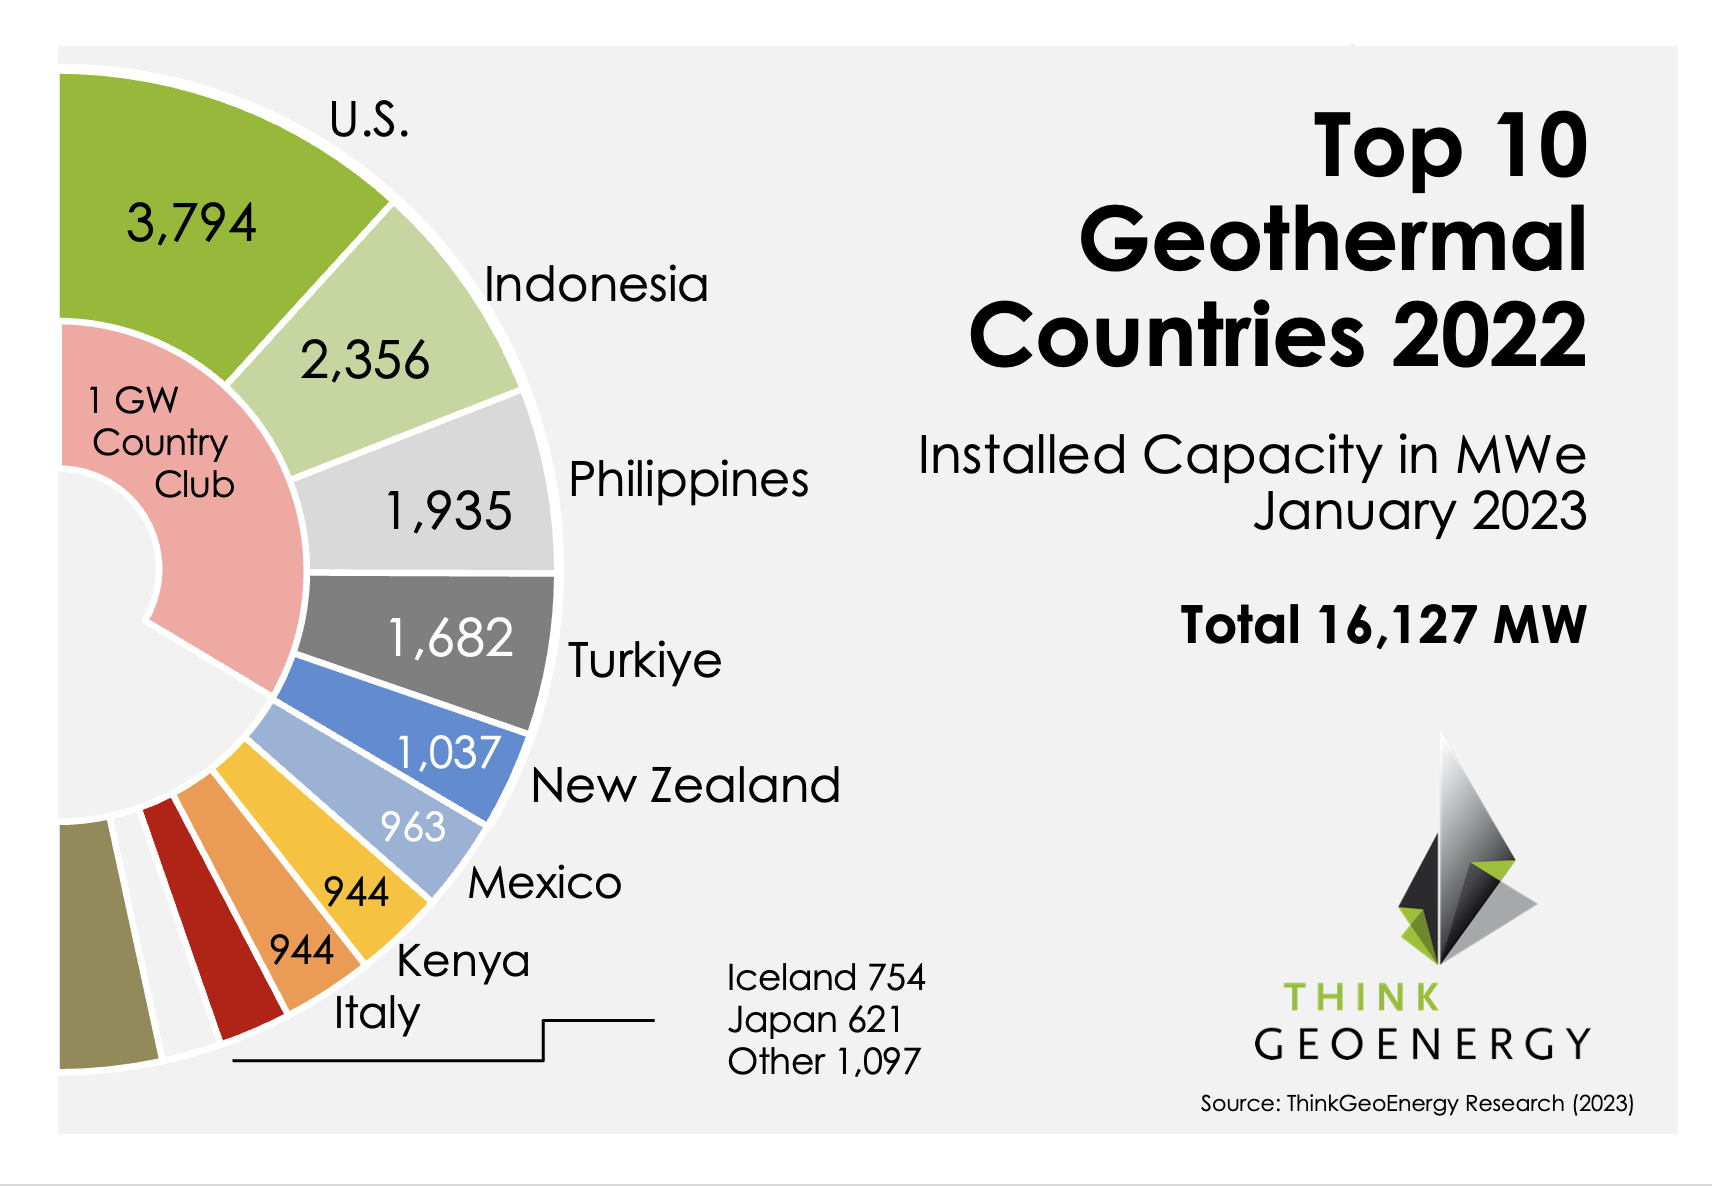 Top 10
Geothermal
Countries 2022
Installed Capacity in MWe
January 2023
Total 16,127 MW
U.S.
3,794
Indonesia
2,356
1 GW
Country
Club
Philippines
1,935
Turkiye
1,682
New Zealand
1,037
Mexico
963
Kenya
944
Italy
944
Iceland 754
Japan 621
Other 1,097
THINK
GEOENERGY
Source: ThinkGeoEnergy Research (2023)